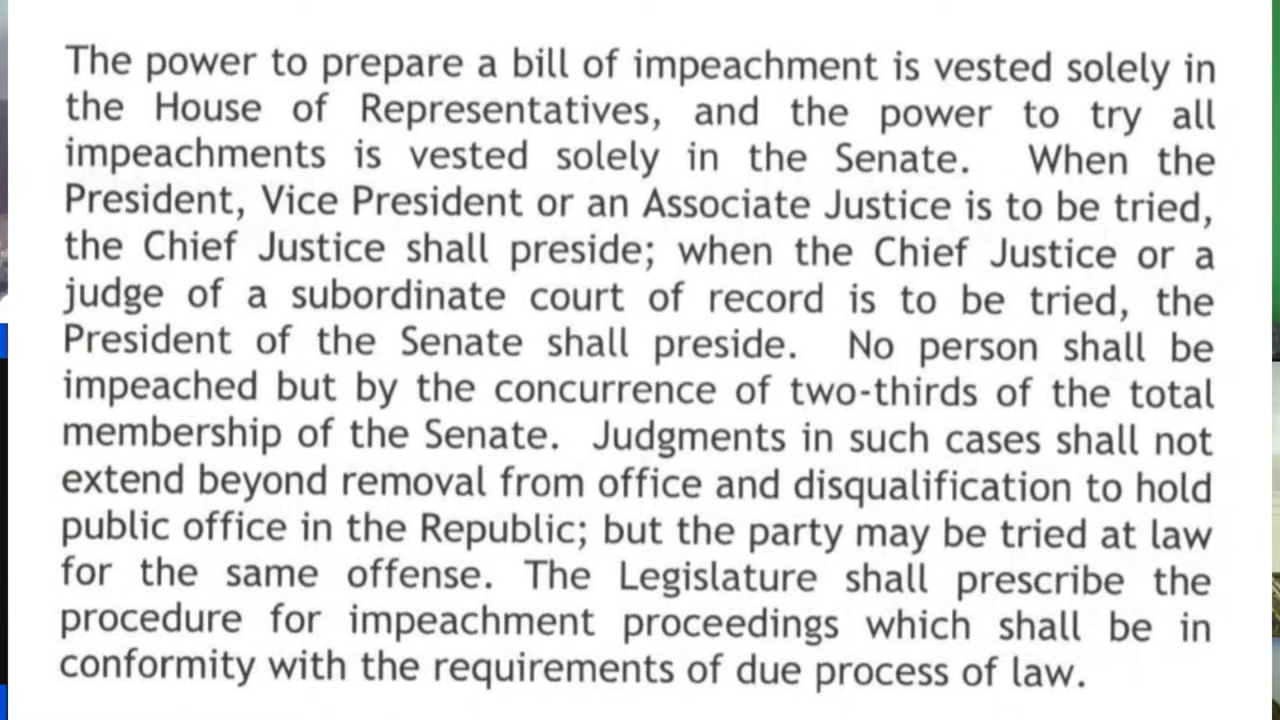 The power to prepare a bill of impeachment is vested solely in
the House of Representatives, and the power to try all
impeachments is vested solely in the Senate. When the
President, Vice President or an Associate Justice is to be tried,
the Chief Justice shall preside; when the Chief Justice or a
judge of a subordinate court of record is to be tried, the
President of the Senate shall preside. No person shall be
impeached but by the concurrence of two-thirds of the total
membership of the Senate. Judgments in such cases shall not
extend beyond removal from office and disqualification to hold
public office in the Republic; but the party may be tried at law
for the same offense. The Legislature shall prescribe the
procedure for impeachment proceedings which shall be in
conformity with the requirements of due process of law.